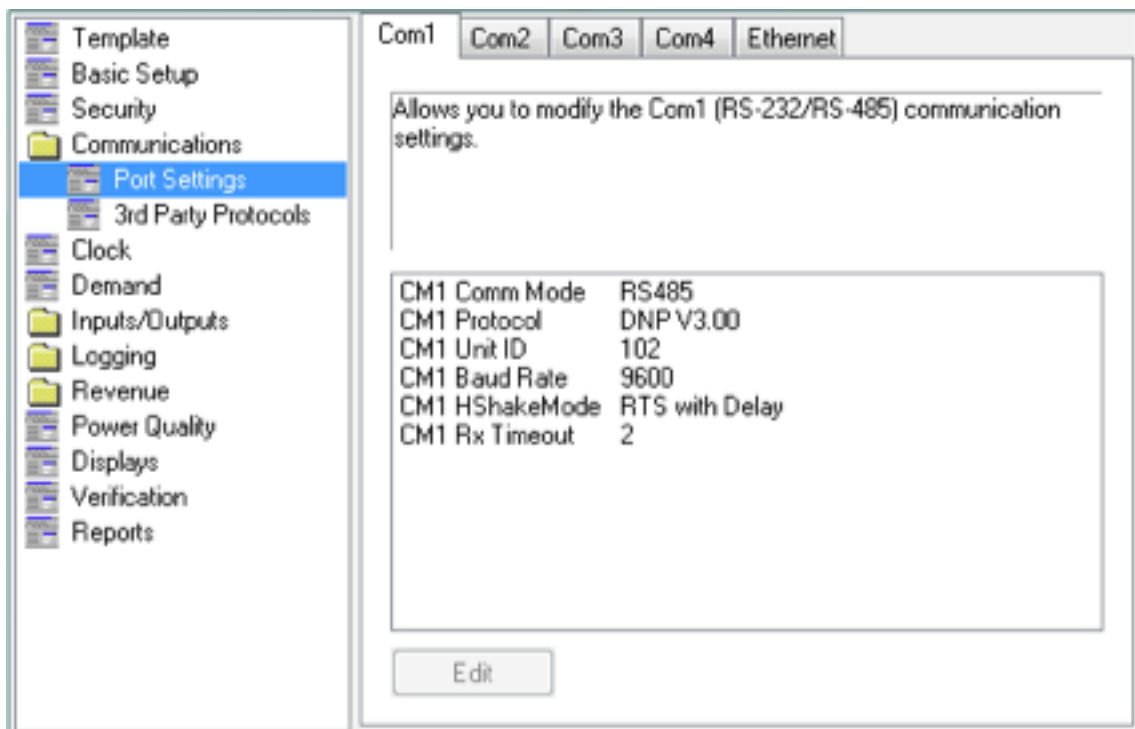 Template
Basic Setup
Security
Communications
Port Settings
3rd Party Protocols
Clock
Demand
Inputs/Outputs
Logging
Revenue
Power Quality
Displays
Verification
Reports
Com1 Com2 Com3 Com4 Ethernet
Allows you to modify the Com1 (RS-232/RS-485) communication
settings.
CM1 Comm Mode RS485
CM1 Protocol DNP V3.00
CM1 Unit ID 102
CM1 Baud Rate 9600
CM1 HShakeMode RTS with Delay
CM1 Rx Timeout 2
Edit